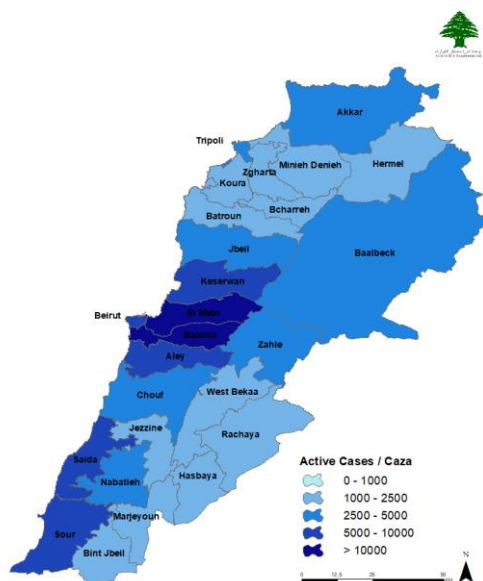 Akkar
Tripoli
Hermel
Minieh Denieh
Zgharta
Koura
Bcharreh
Batroun
Jbeil
Baalbeck
Keserwan
El Metn
Beirut
Baabda
Aley
Zahle
Chouf
West Bekaa
Jezzine
Rachaya
Saida
Nabatieh
Hasbaya
Marjeyoun
Sour
Bint Jbeil
Active Cases / Caza
0 - 1000
1000 - 2500
2500 - 5000
5000 - 10000
> 10000
N